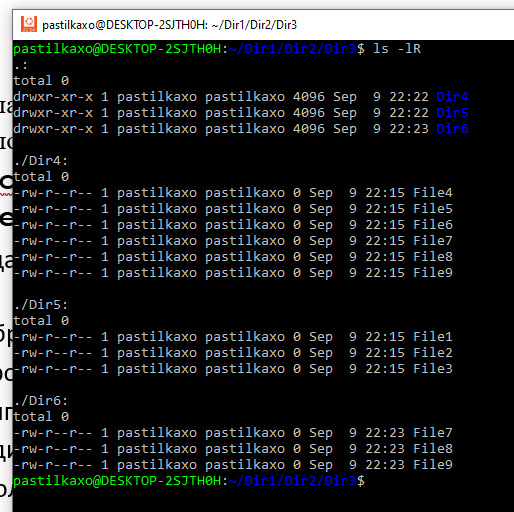 pastilkaxo@DESKTOP-2SJTH0H: ~/Dir1/Dir2/Dir3
pastilkaxo@DESKTOP-2SJTH0H:~/Dir1/Dir2/Dir3$ ls -lR
.:
total 0
drwxr-xr-x 1 pastilkaxo pastilkaxo 4096 Sep  9 22:22 Dir4
drwxr-xr-x 1 pastilkaxo pastilkaxo 4096 Sep  9 22:22 Dir5
drwxr-xr-x 1 pastilkaxo pastilkaxo 4096 Sep  9 22:23 Dir6
./Dir4:
total 0
-rw-r--r-- 1 pastilkaxo pastilkaxo 0 Sep  9 22:15 File4
-rw-r--r-- 1 pastilkaxo pastilkaxo 0 Sep  9 22:15 File5
-rw-r--r-- 1 pastilkaxo pastilkaxo 0 Sep  9 22:15 File6
-rw-r--r-- 1 pastilkaxo pastilkaxo 0 Sep  9 22:15 File7
-rw-r--r-- 1 pastilkaxo pastilkaxo 0 Sep  9 22:15 File8
-rw-r--r-- 1 pastilkaxo pastilkaxo 0 Sep  9 22:15 File9
./Dir5:
total 0
-rw-r--r-- 1 pastilkaxo pastilkaxo 0 Sep  9 22:15 File1
-rw-r--r-- 1 pastilkaxo pastilkaxo 0 Sep  9 22:15 File2
-rw-r--r-- 1 pastilkaxo pastilkaxo 0 Sep  9 22:15 File3
./Dir6:
total 0
-rw-r--r-- 1 pastilkaxo pastilkaxo 0 Sep  9 22:23 File7
-rw-r--r-- 1 pastilkaxo pastilkaxo 0 Sep  9 22:23 File8
-rw-r--r-- 1 pastilkaxo pastilkaxo 0 Sep  9 22:23 File9
pastilkaxo@DESKTOP-2SJTH0H:~/Dir1/Dir2/Dir3$